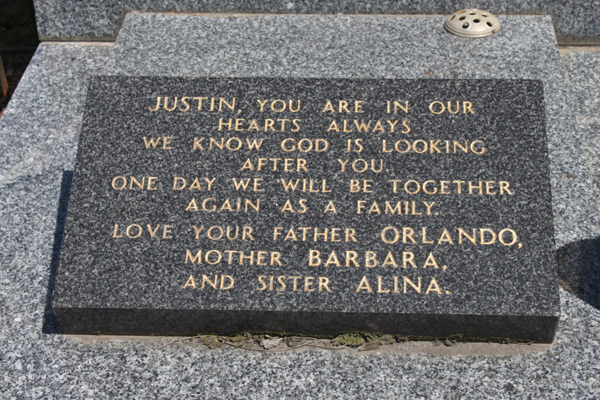 JUSTIN, YOU ARE IN OUR
HEARTS ALWAYS
WE KNOW GOD IS LOOKING
AFTER YOU.
ONE DAY WE WILL BE TOGETHER
AGAIN AS A FAMILY.
LOVE YOUR FATHER ORLANDO,
MOTHER BARBARA,
AND SISTER ALINA.